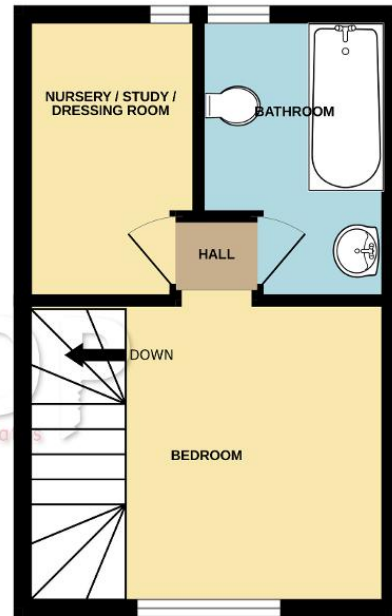 NURSERY / STUDY /
DRESSING ROOM
BATHROOM
HALL
DOWN
BEDROOM